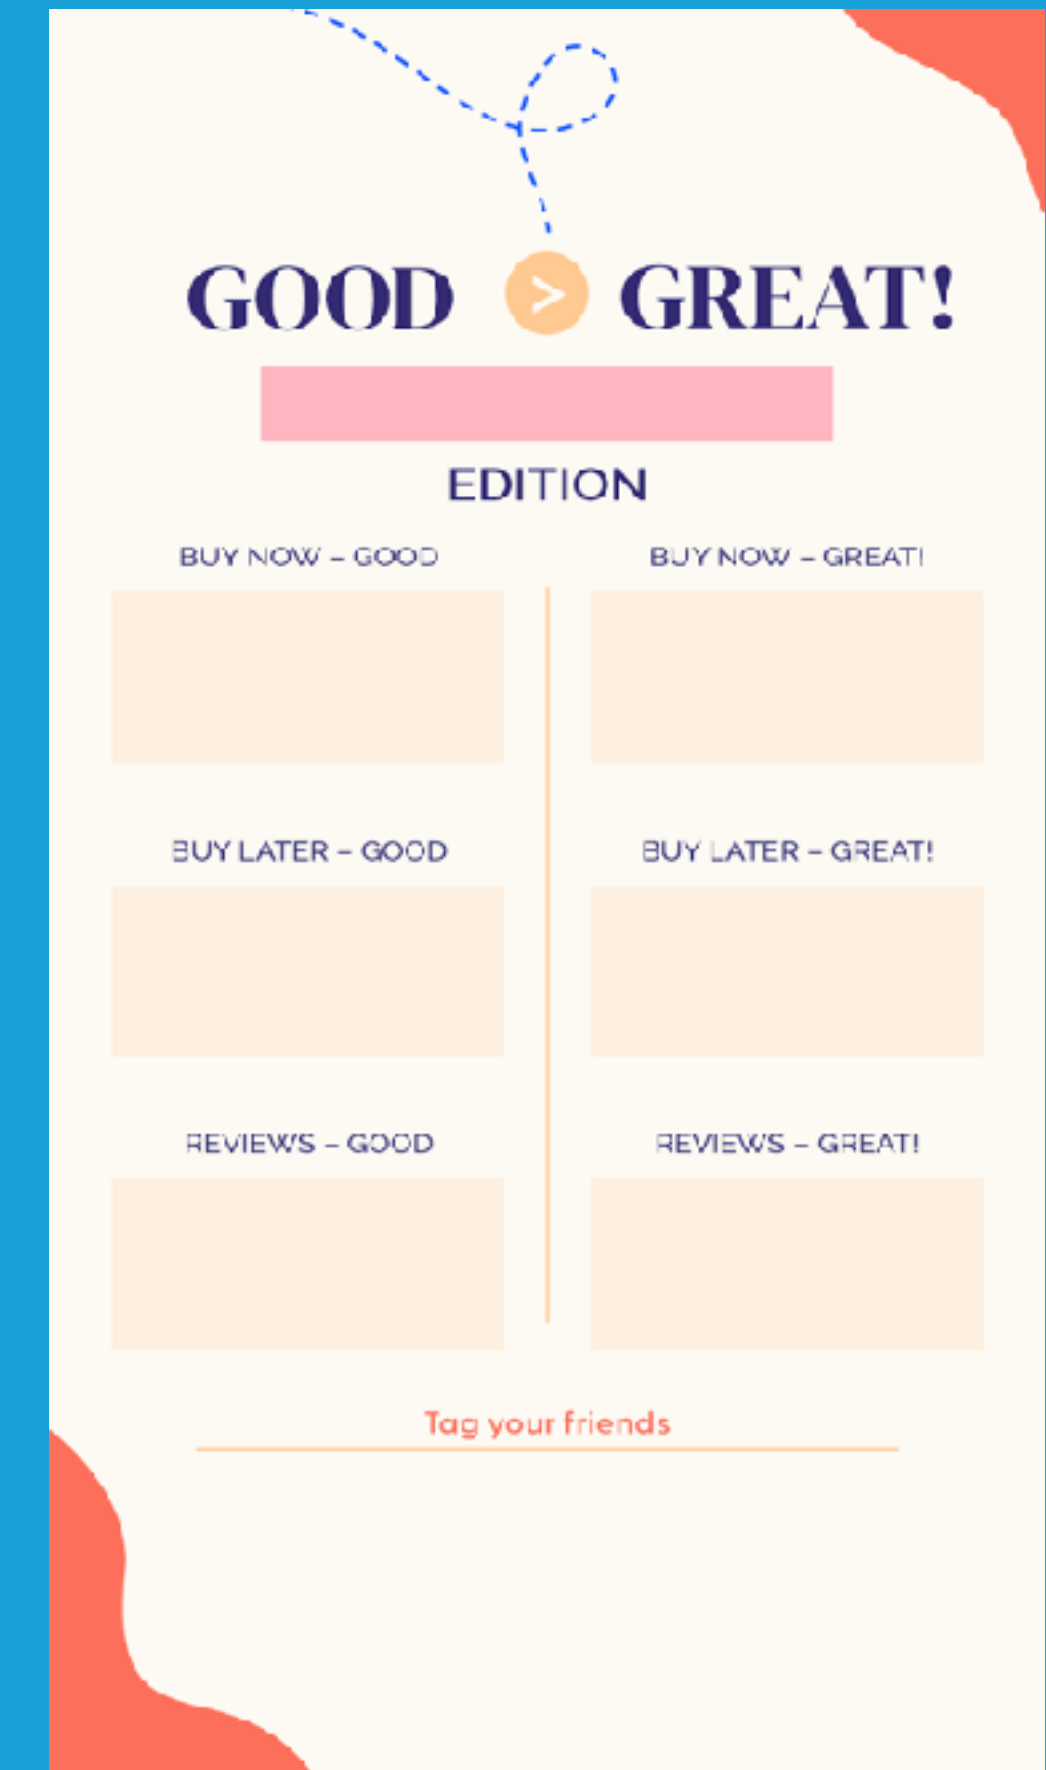 GOOD > GREAT!
EDITION
BUY NOW – GOOD
BUY NOW – GREAT!
BUY LATER – GOOD
BUY LATER – GREAT!
REVIEWS – GOOD
REVIEWS – GREAT!
Tag your friends